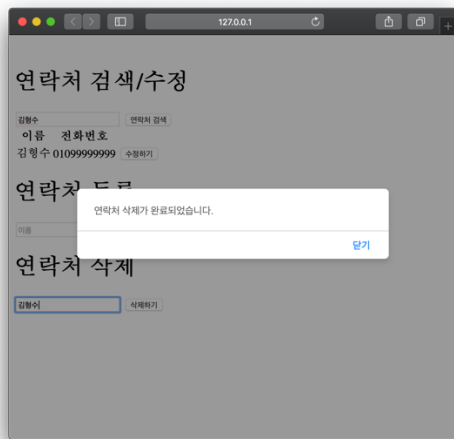 127.0.0.1
연락처 검색/수정
김형수 연락처 검색
이름 전화번호
김형수 01099999999 수정하기
연락처 등록
이름
연락처 삭제가 완료되었습니다.
닫기
연락처 삭제
김형수 삭제하기